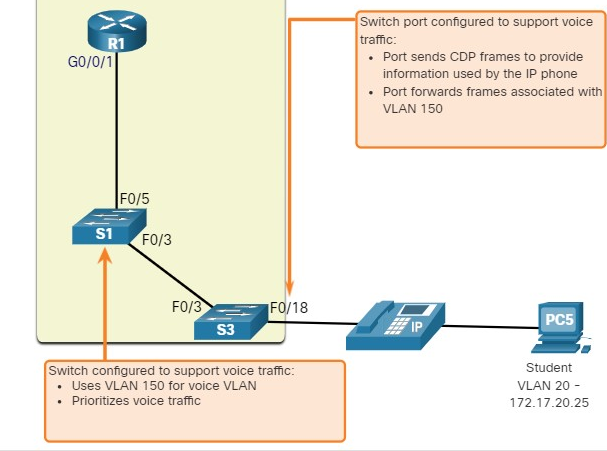 Switch port configured to support voice
traffic:
• Port sends CDP frames to provide
information used by the IP phone
• Port forwards frames associated with
VLAN 150
R1
G0/0/1
F0/5
S1
F0/3
F0/3
F0/18
S3
IP
PC5
Switch configured to support voice traffic:
• Uses VLAN 150 for voice VLAN
• Prioritizes voice traffic
Student
VLAN 20 -
172.17.20.25